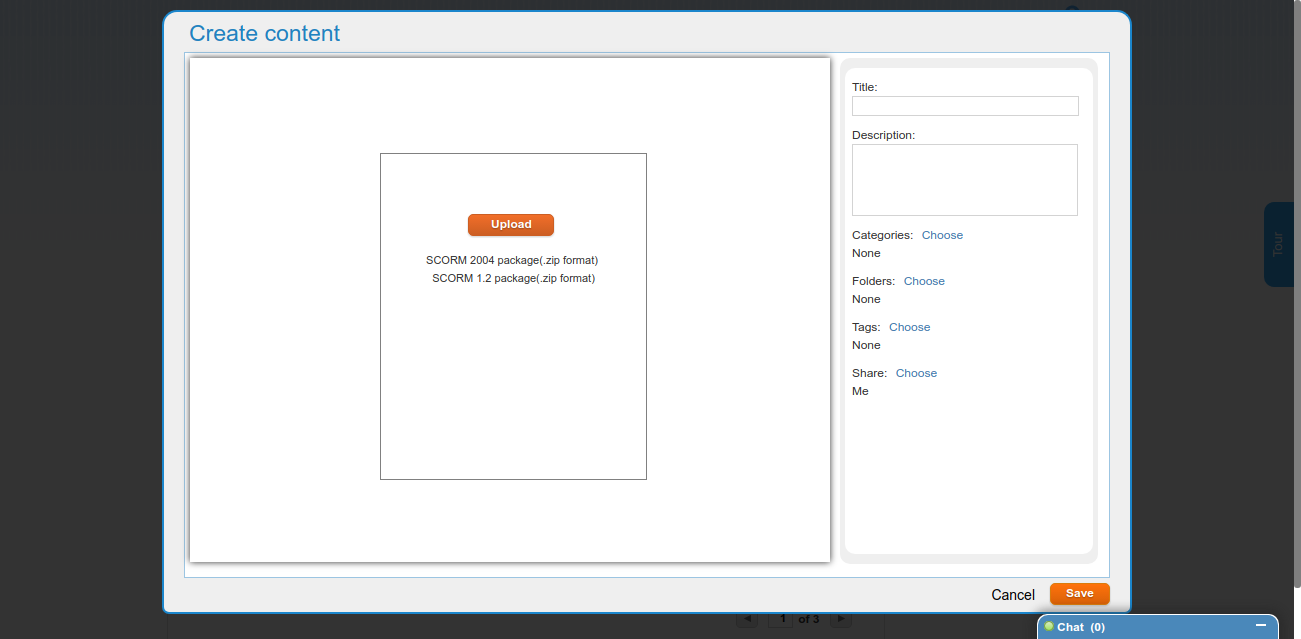 Create content
Upload
SCORM 2004 package(.zip format)
SCORM 1.2 package(.zip format)
Title:
Description:
Categories: Choose
None
Folders: Choose
None
Tags: Choose
None
Share: Choose
Me
Tour
Cancel Save
1 of 3
Chat (0)